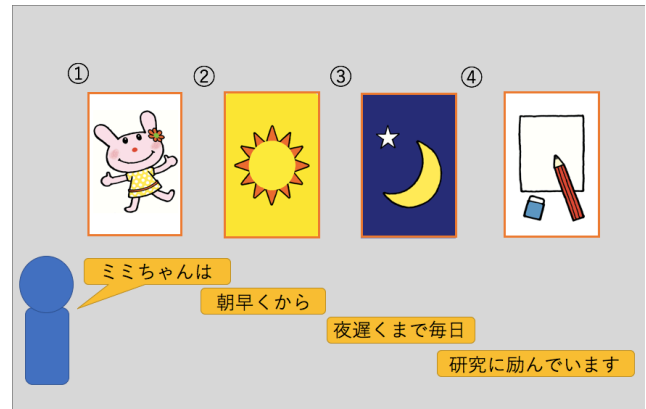 ① ② ③ ④
ミミちゃんは
朝早くから
夜遅くまで毎日
研究に励んでいます